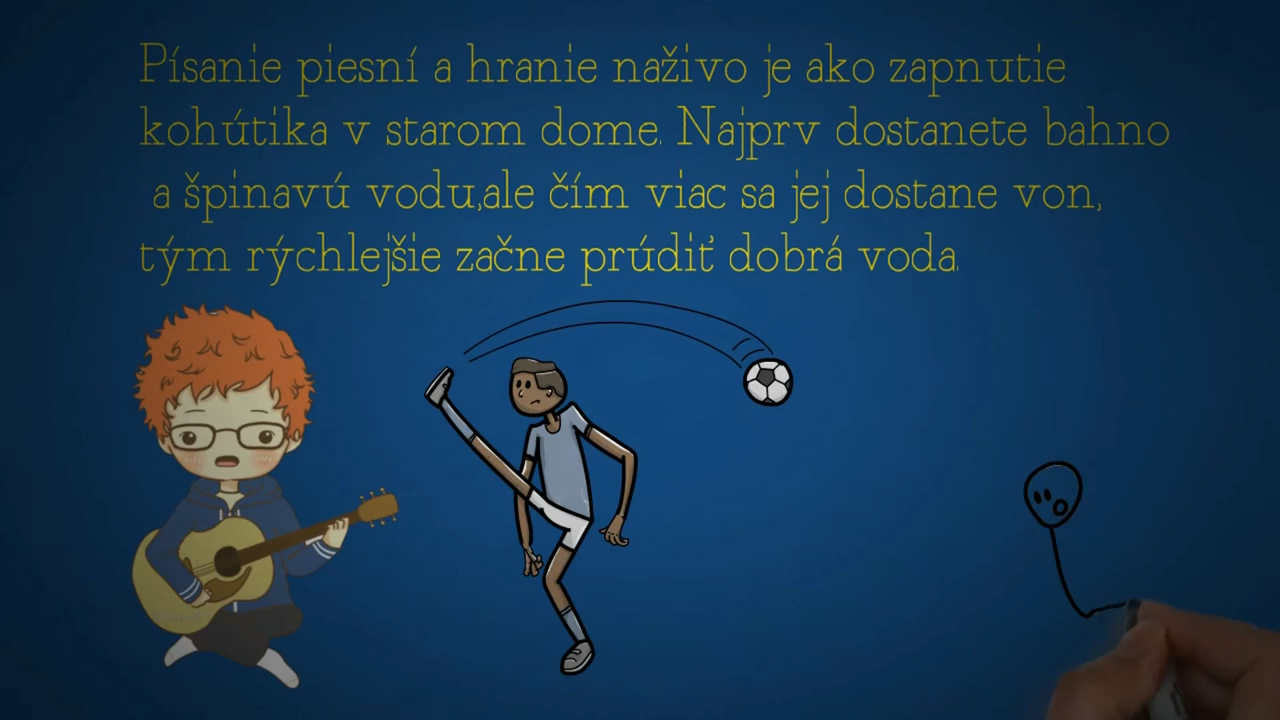 Písanie piesní a hranie naživo je ako zapnutie
kohútika v starom dome. Najprv dostanete bahno
a špinavú vodu,ale čím viac sa jej dostane von,
tým rýchlejšie začne prúdiť dobrá voda.